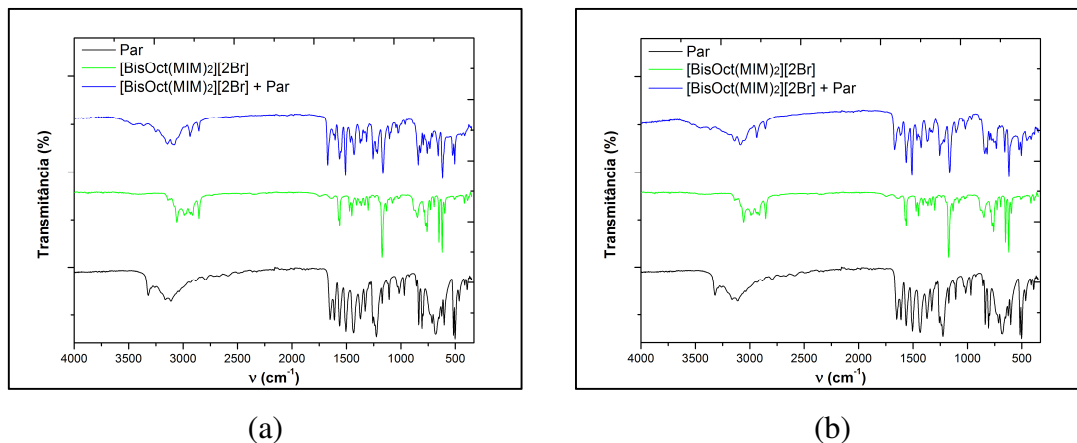 Par
[BisOct(MIM)2][2Br]
[BisOct(MIM)2][2Br] + Par
Transmitância (%)
4000 3500 3000 2500 2000 1500 1000 500
ν (cm⁻¹)
(a)
Par
[BisOct(MIM)2][2Br]
[BisOct(MIM)2][2Br] + Par
Transmitância (%)
4000 3500 3000 2500 2000 1500 1000 500
ν (cm⁻¹)
(b)